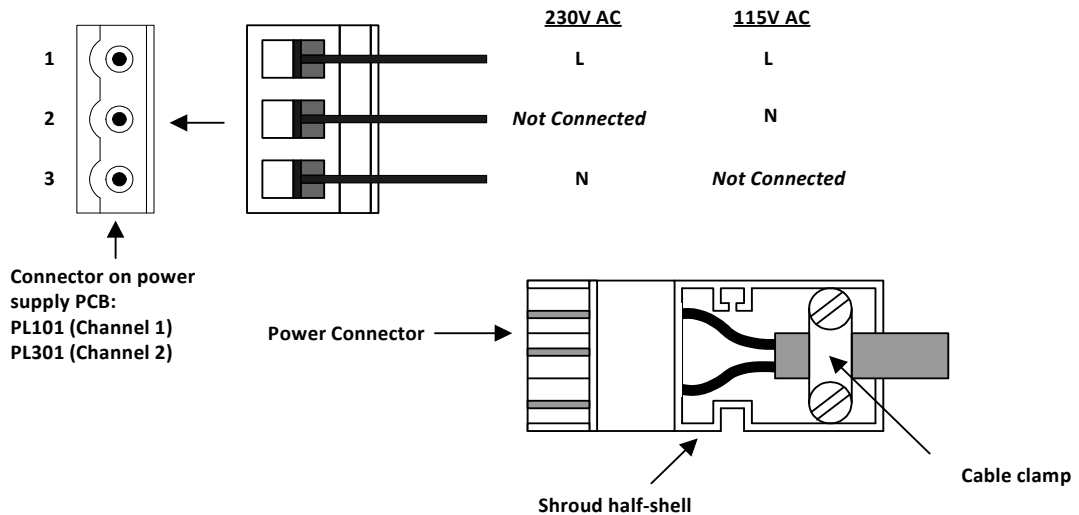 230V AC 115V AC
1 L L
2 Not Connected N
3 N Not Connected
Connector on power
supply PCB:
PL101 (Channel 1)
PL301 (Channel 2)
Power Connector
Cable clamp
Shroud half-shell